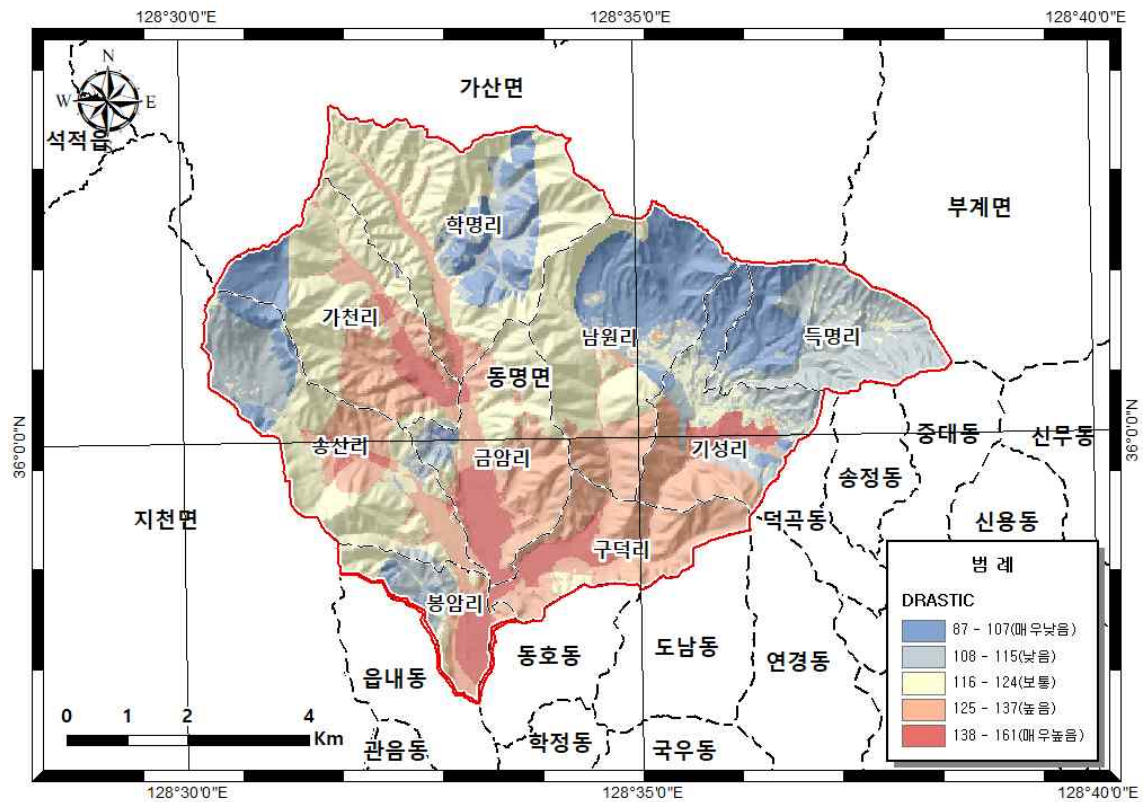 128°30'0"E
128°35'0"E
128°40'0"E
N
W
E
S
가산면
석적읍
부계면
학명리
가천리
남원리
득명리
동명면
36°0'0"N
36°0'0"N
송산리
금암리
기성리
중대동
신무동
송정동
지천면
덕곡동
신용동
구덕리
봉암리
읍내동
동호동
도남동
연경동
관음동
학정동
국우동
범 례
DRASTIC
87 - 107(매우낮음)
108 - 115(낮음)
116 - 124(보통)
125 - 137(높음)
138 - 161(매우높음)
0 1 2 4
Km
128°30'0"E
128°35'0"E
128°40'0"E